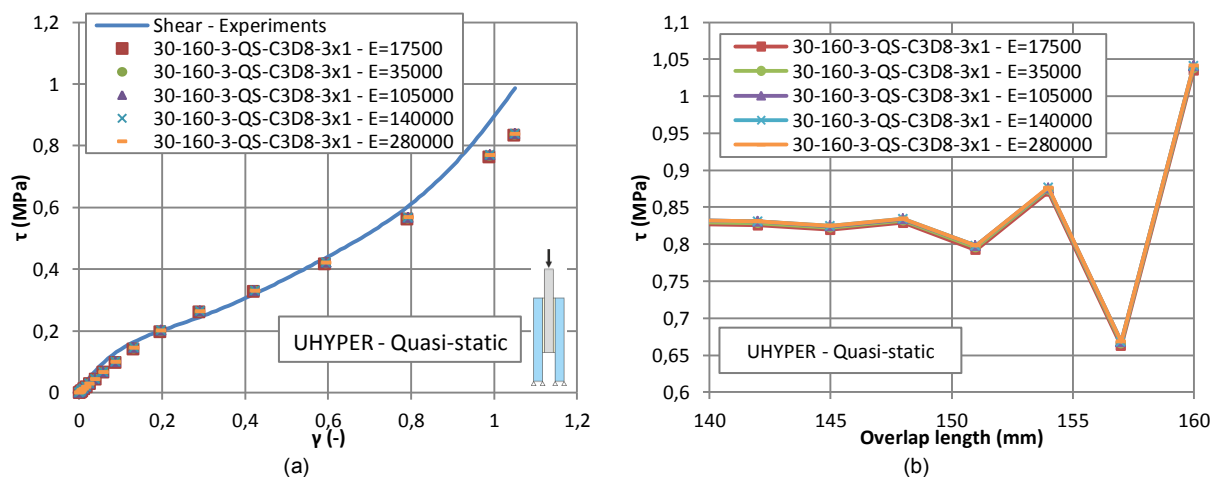 1,2
1
0,8
0,6
0,4
0,2
0
τ (MPa)
Shear - Experiments
30-160-3-QS-C3D8-3x1 - E=17500
30-160-3-QS-C3D8-3x1 - E=35000
30-160-3-QS-C3D8-3x1 - E=105000
30-160-3-QS-C3D8-3x1 - E=140000
30-160-3-QS-C3D8-3x1 - E=280000
UHYPER - Quasi-static
0 0,2 0,4 0,6 0,8 1 1,2
γ (-)
(a)
1,1
1,05
1
0,95
0,9
0,85
0,8
0,75
0,7
0,65
0,6
τ (MPa)
30-160-3-QS-C3D8-3x1 - E=17500
30-160-3-QS-C3D8-3x1 - E=35000
30-160-3-QS-C3D8-3x1 - E=105000
30-160-3-QS-C3D8-3x1 - E=140000
30-160-3-QS-C3D8-3x1 - E=280000
UHYPER - Quasi-static
140 145 150 155 160
Overlap length (mm)
(b)